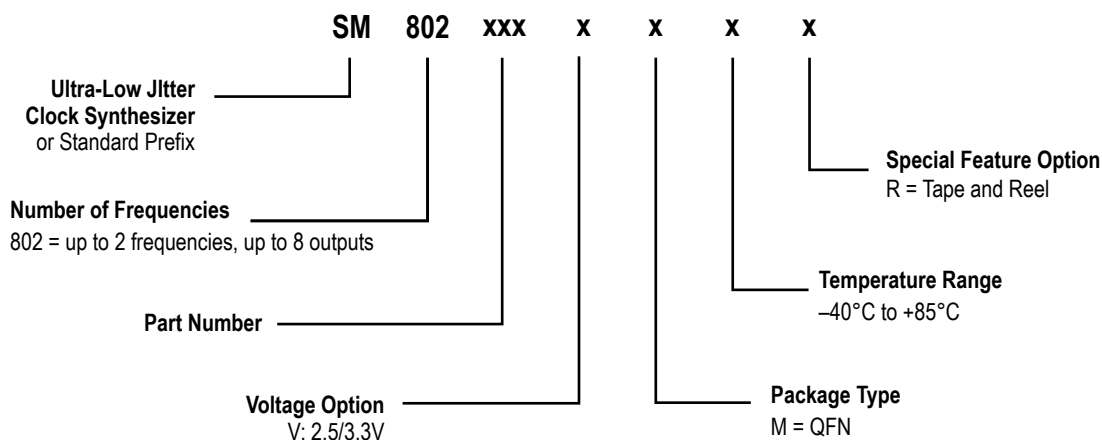 SM 802 xxx x x x x
Ultra-Low JItter
Clock Synthesizer
or Standard Prefix
Special Feature Option
R = Tape and Reel
Number of Frequencies
802 = up to 2 frequencies, up to 8 outputs
Temperature Range
–40°C to +85°C
Part Number
Package Type
M = QFN
Voltage Option
V: 2.5/3.3V